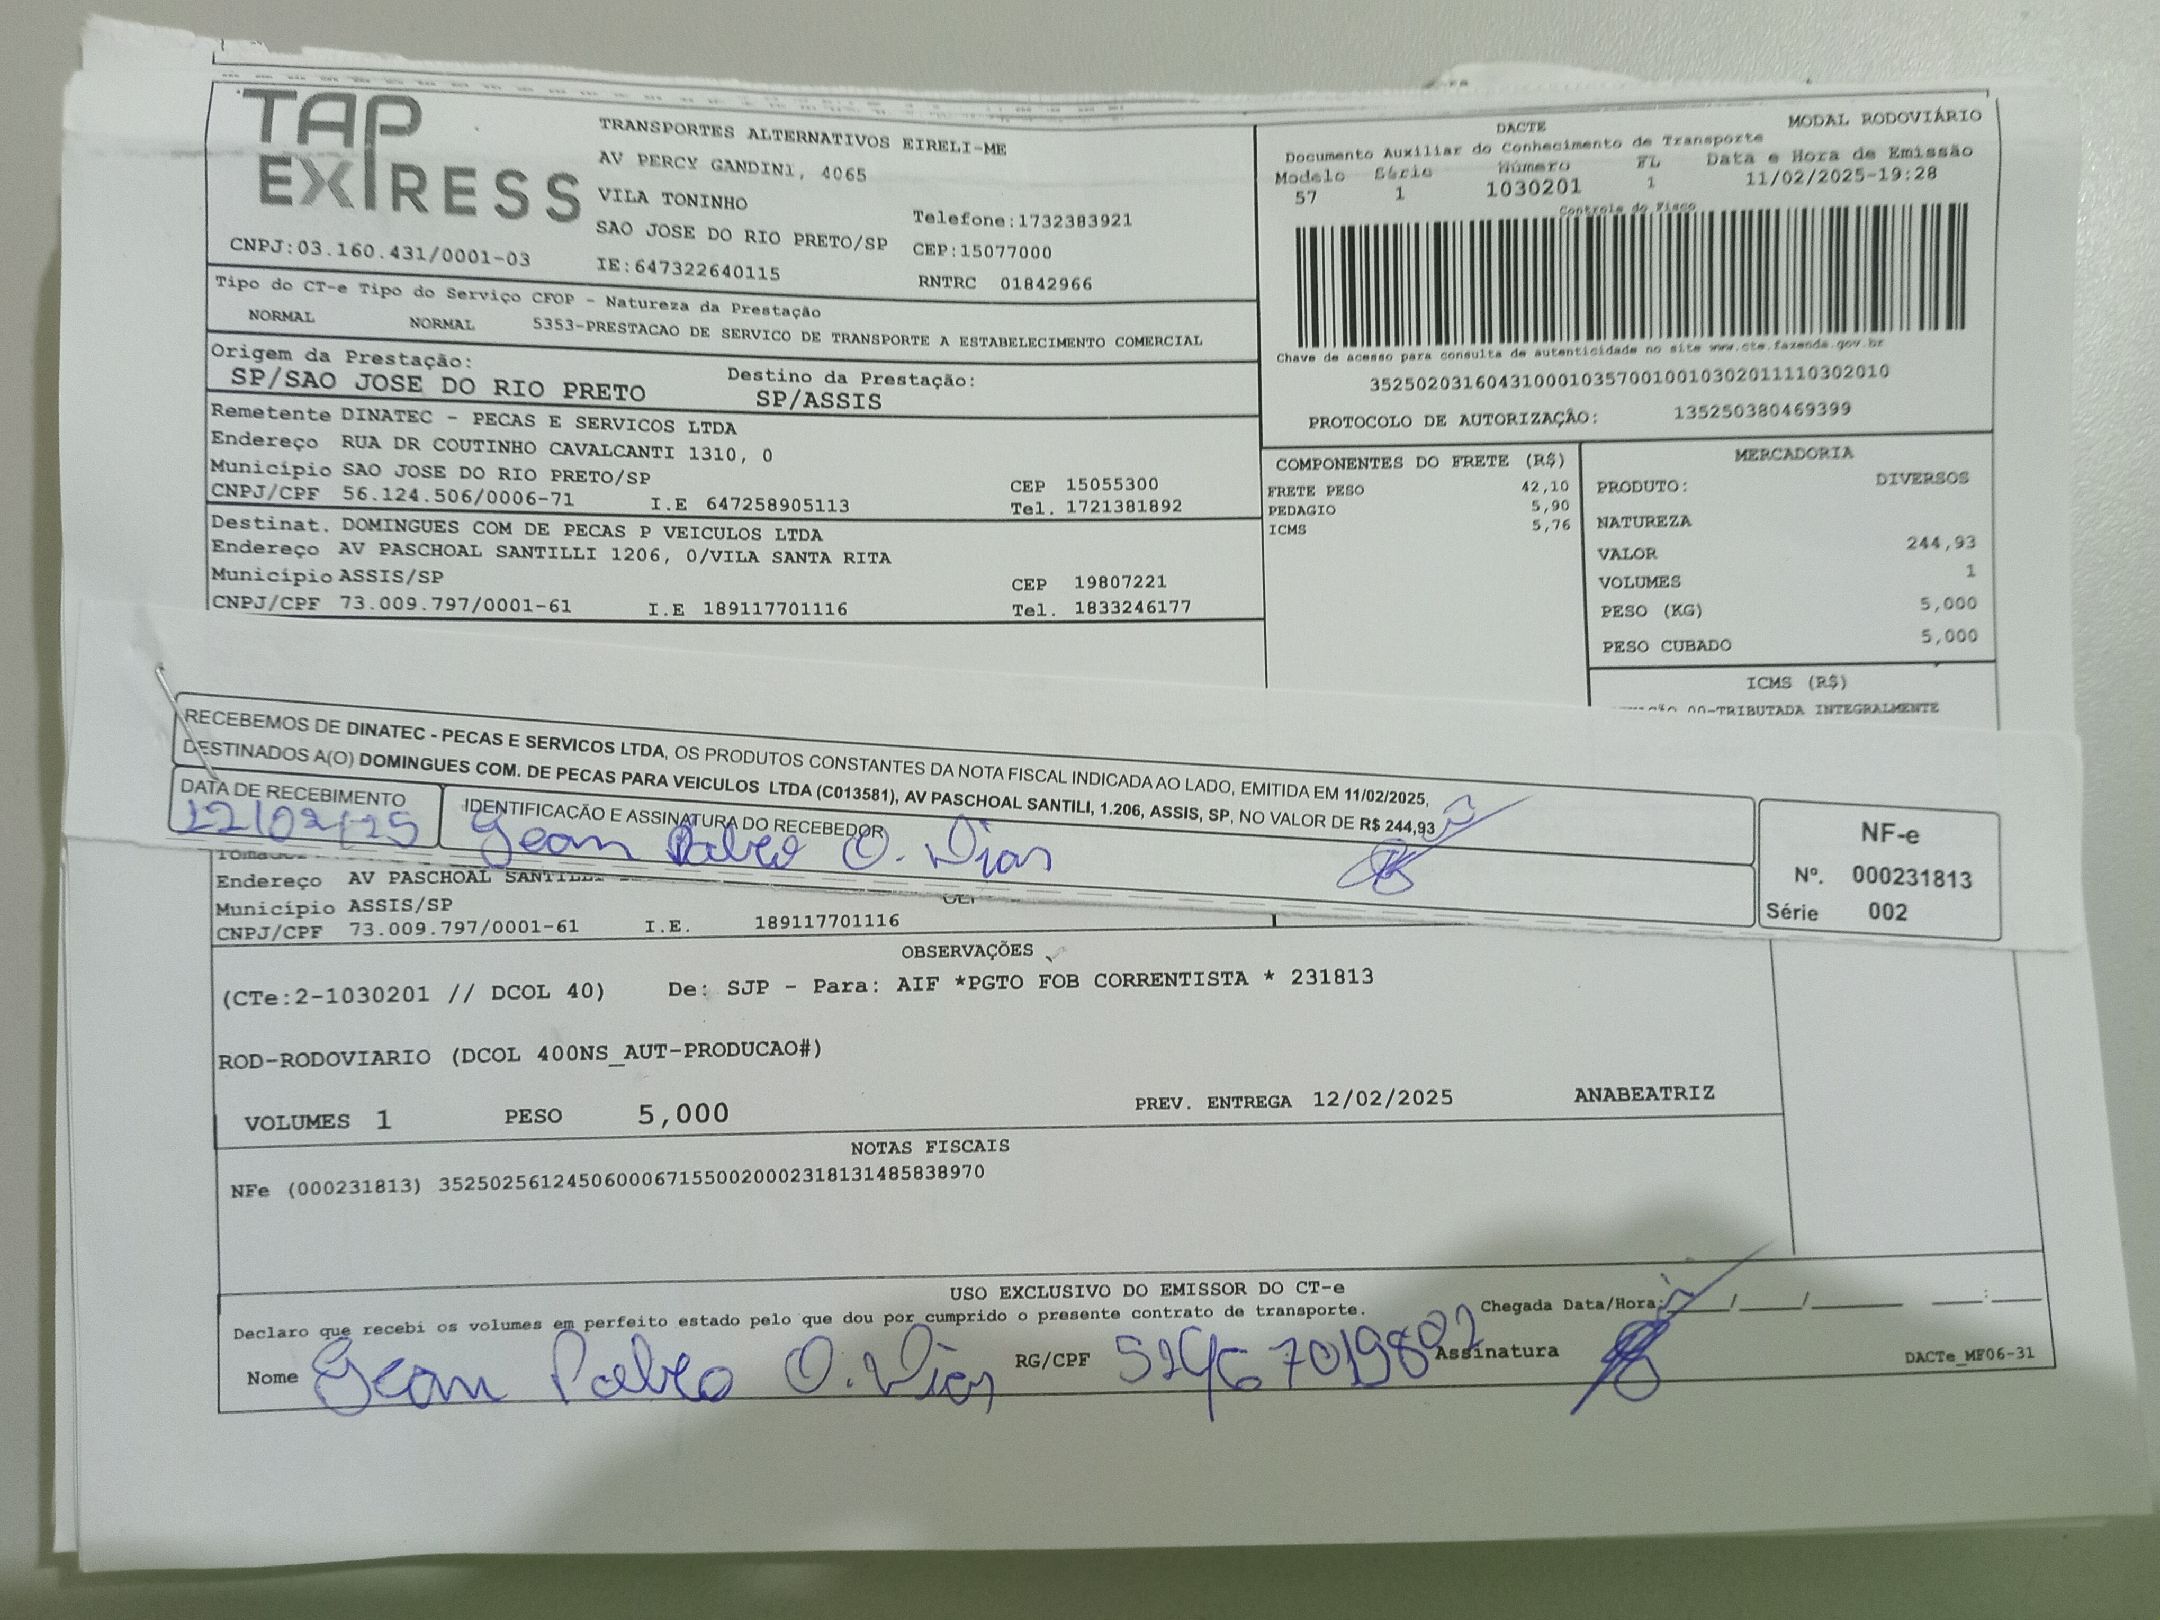 TAP
EXPRESS
TRANSPORTES ALTERNATIVOS EIRELI-ME
AV PERCY GANDINI, 4065
VILA TONINHO
SAO JOSE DO RIO PRETO/SP
Telefone:1732383921
CEP:15077000
CNPJ:03.160.431/0001-03
IE:647322640115
RNTRC 01842966
DACTE
MODAL RODOVIÁRIO
Documento Auxiliar do Conhecimento de Transporte
Modelo Série Número FL Data e Hora de Emissão
57 1 1030201 1 11/02/2025-19:28
Controle do Fisco
Chave de acesso para consulta de autenticidade no site www.cte.fazenda.gov.br
35250203160431000103570010010302011110302010
PROTOCOLO DE AUTORIZAÇÃO: 135250380469399
Tipo do CT-e Tipo do Serviço CFOP - Natureza da Prestação
NORMAL NORMAL 5353-PRESTACAO DE SERVICO DE TRANSPORTE A ESTABELECIMENTO COMERCIAL
Origem da Prestação: Destino da Prestação:
SP/SAO JOSE DO RIO PRETO SP/ASSIS
Remetente DINATEC - PECAS E SERVICOS LTDA
Endereço RUA DR COUTINHO CAVALCANTI 1310, 0
Município SAO JOSE DO RIO PRETO/SP CEP 15055300
CNPJ/CPF 56.124.506/0006-71 I.E 647258905113 Tel. 1721381892
Destinat. DOMINGUES COM DE PECAS P VEICULOS LTDA
Endereço AV PASCHOAL SANTILLI 1206, 0/VILA SANTA RITA
Município ASSIS/SP CEP 19807221
CNPJ/CPF 73.009.797/0001-61 I.E 189117701116 Tel. 1833246177
COMPONENTES DO FRETE (R$)
FRETE PESO 42,10
PEDAGIO 5,90
ICMS 5,76
MERCADORIA
PRODUTO: DIVERSOS
NATUREZA
VALOR 244,93
VOLUMES 1
PESO (KG) 5,000
PESO CUBADO 5,000
ICMS (R$)
00-TRIBUTADA INTEGRALMENTE
RECEBEMOS DE DINATEC - PECAS E SERVICOS LTDA, OS PRODUTOS CONSTANTES DA NOTA FISCAL INDICADA AO LADO, EMITIDA EM 11/02/2025,
DESTINADOS A(O) DOMINGUES COM. DE PECAS PARA VEICULOS LTDA (C013581), AV PASCHOAL SANTILI, 1.206, ASSIS, SP, NO VALOR DE R$ 244,93
DATA DE RECEBIMENTO
12/02/25
IDENTIFICAÇÃO E ASSINATURA DO RECEBEDOR
Jean Pableo O. Dias
NF-e
Nº. 000231813
Série 002
Endereço AV PASCHOAL
Município ASSIS/SP
CNPJ/CPF 73.009.797/0001-61 I.E. 189117701116
OBSERVAÇÕES
(CTe:2-1030201 // DCOL 40) De: SJP - Para: AIF *PGTO FOB CORRENTISTA * 231813
ROD-RODOVIARIO (DCOL 400NS_AUT-PRODUCAO#)
VOLUMES 1 PESO 5,000 PREV. ENTREGA 12/02/2025 ANABEATRIZ
NOTAS FISCAIS
NFe (000231813) 35250256124506000671550020002318131485838970
USO EXCLUSIVO DO EMISSOR DO CT-e
Declaro que recebi os volumes em perfeito estado pelo que dou por cumprido o presente contrato de transporte. Chegada Data/Hora: __/__/____ __:__
Nome Jean Pableo O. Dias RG/CPF Assinatura
DACTe_MF06-31